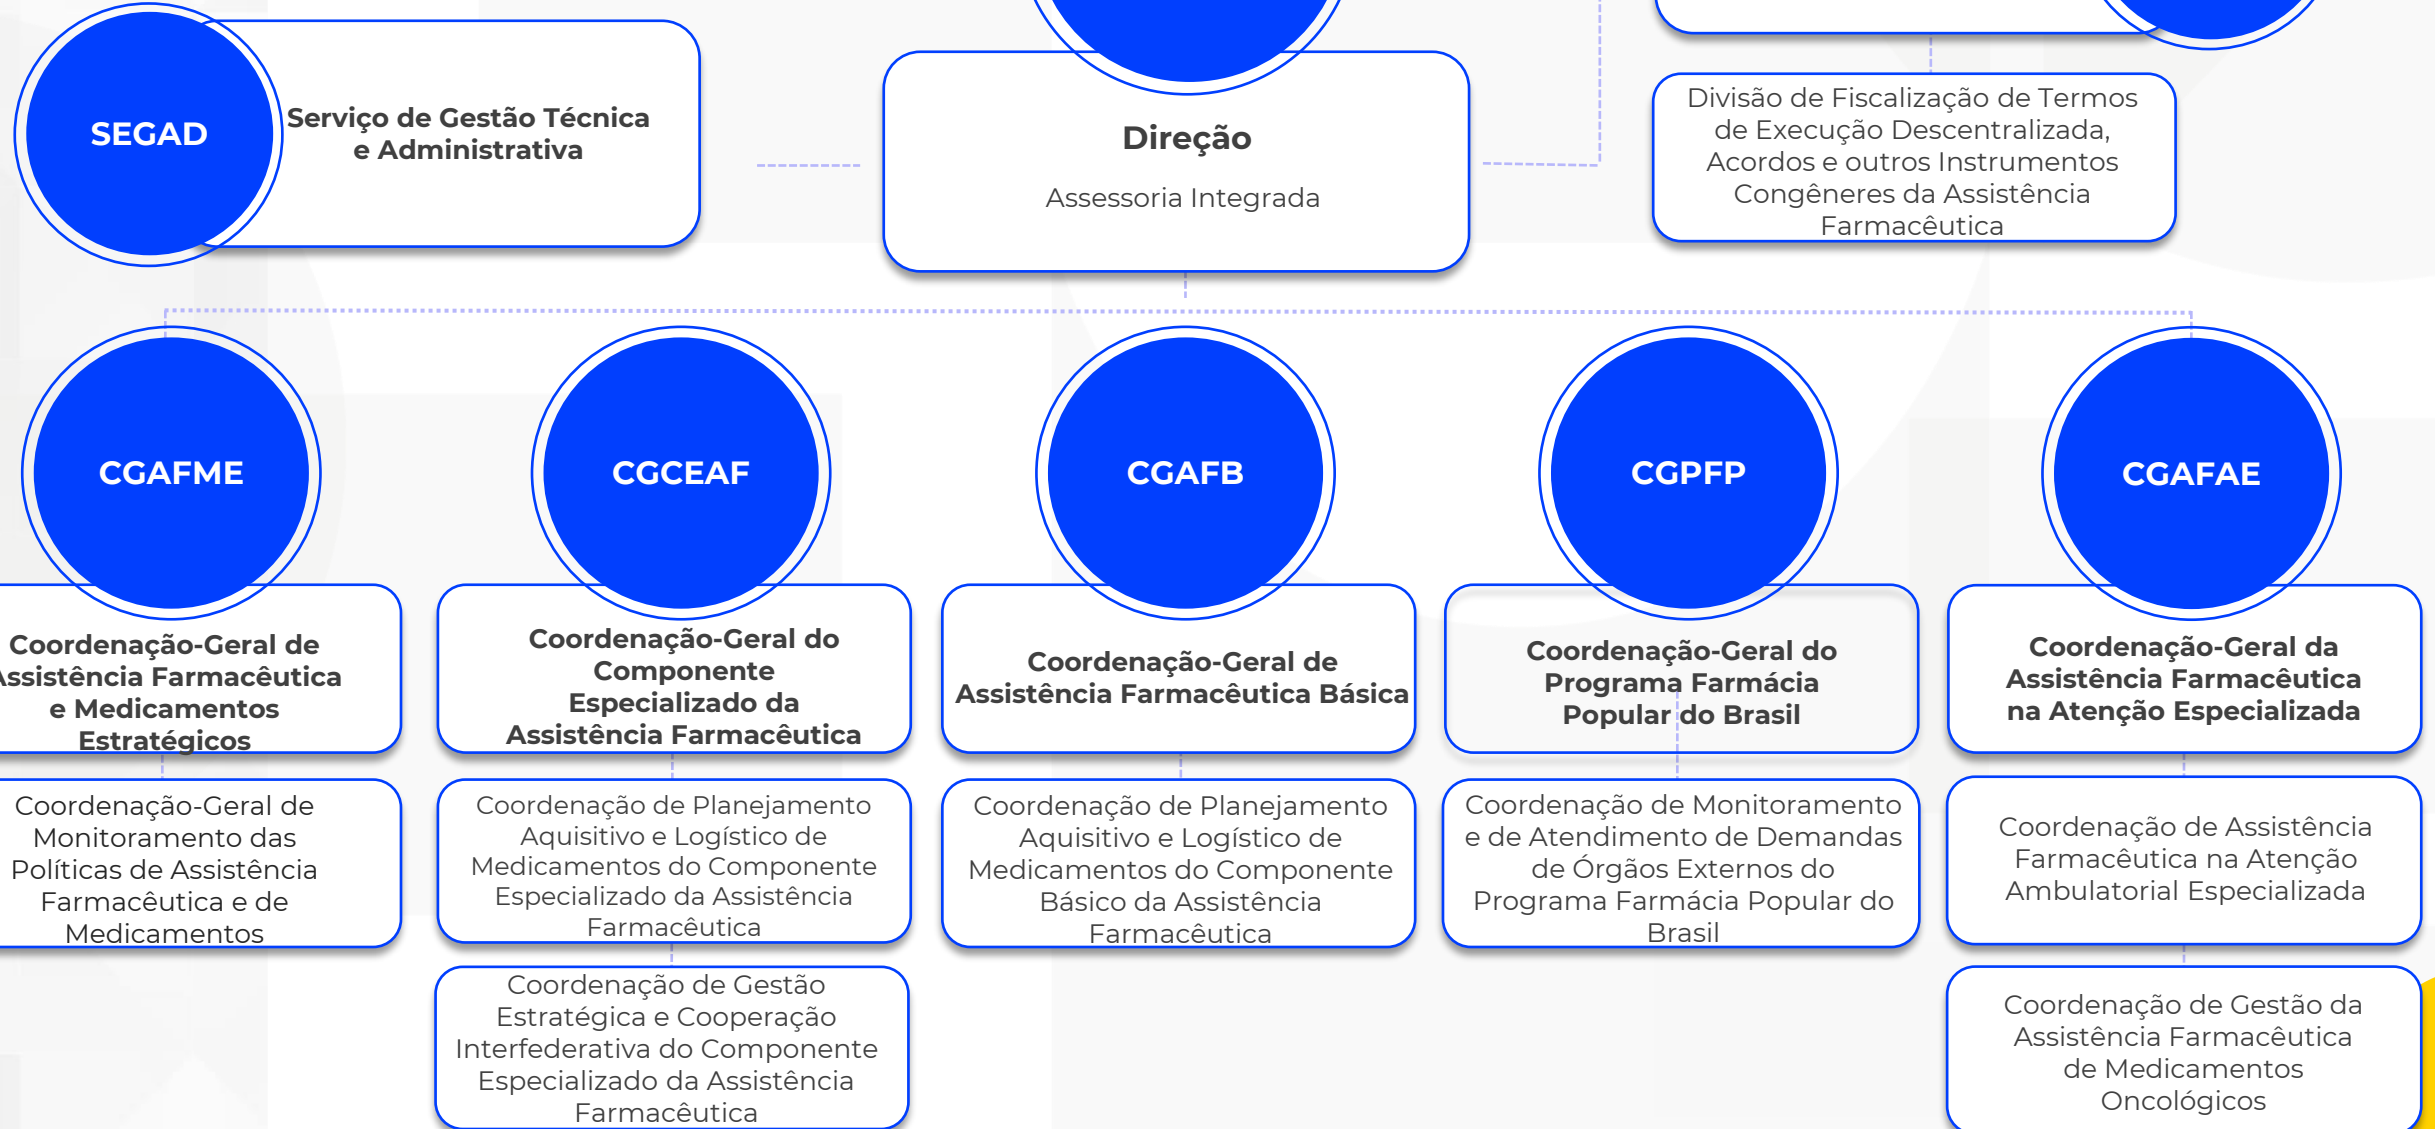 SEGAD
Serviço de Gestão Técnica
e Administrativa
Direção
Assessoria Integrada
Divisão de Fiscalização de Termos
de Execução Descentralizada,
Acordos e outros Instrumentos
Congêneres da Assistência
Farmacêutica
CGAFME
Coordenação-Geral de
Assistência Farmacêutica
e Medicamentos
Estratégicos
Coordenação-Geral de
Monitoramento das
Políticas de Assistência
Farmacêutica e de
Medicamentos
CGCEAF
Coordenação-Geral do
Componente
Especializado da
Assistência Farmacêutica
Coordenação de Planejamento
Aquisitivo e Logístico de
Medicamentos do Componente
Especializado da Assistência
Farmacêutica
Coordenação de Gestão
Estratégica e Cooperação
Interfederativa do Componente
Especializado da Assistência
Farmacêutica
CGAFB
Coordenação-Geral de
Assistência Farmacêutica Básica
Coordenação de Planejamento
Aquisitivo e Logístico de
Medicamentos do Componente
Básico da Assistência
Farmacêutica
CGPFP
Coordenação-Geral do
Programa Farmácia
Popular do Brasil
Coordenação de Monitoramento
e de Atendimento de Demandas
de Órgãos Externos do
Programa Farmácia Popular do
Brasil
CGAFAE
Coordenação-Geral da
Assistência Farmacêutica
na Atenção Especializada
Coordenação de Assistência
Farmacêutica na Atenção
Ambulatorial Especializada
Coordenação de Gestão da
Assistência Farmacêutica
de Medicamentos
Oncológicos